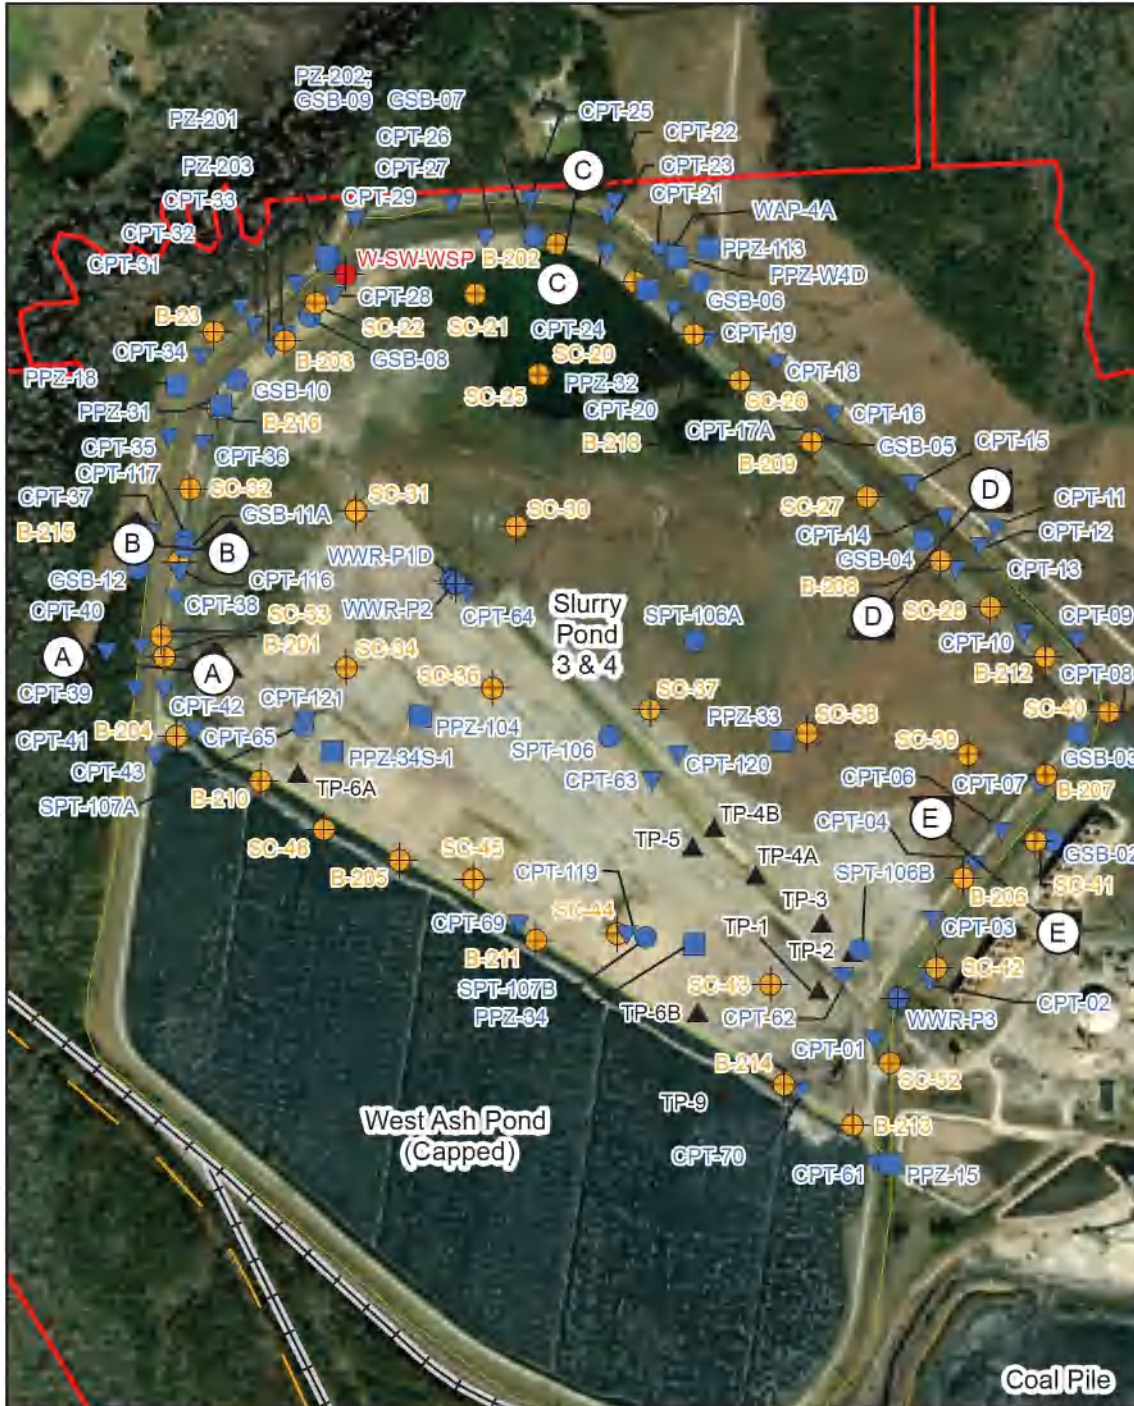 PZ-202;
GSB-09
GSB-07
CPT-25
PZ-201
CPT-26
CPT-22
PZ-203
CPT-27
C
CPT-23
CPT-33
CPT-29
CPT-21
CPT-32
WAP-4A
CPT-31
W-SW-WSP
B-202
PPZ-113
C
PPZ-W4D
CPT-28
GSB-06
B-23
SC-22
SC-21
CPT-24
CPT-19
CPT-34
B-203
GSB-08
SC-20
PPZ-18
GSB-10
SC-25
PPZ-32
CPT-18
PPZ-31
CPT-20
SC-26
B-216
CPT-16
CPT-35
B-218
CPT-17A
GSB-05
CPT-15
CPT-117
CPT-36
B-209
CPT-37
SC-32
SC-31
D
B-215
GSB-11A
SC-30
SC-27
CPT-11
B
B
CPT-14
CPT-12
GSB-12
CPT-116
WWR-P1D
GSB-04
CPT-13
CPT-40
CPT-38
WWR-P2
CPT-64
B-208
Slurry
Pond
3 & 4
SC-33
SPT-106A
SC-28
D
CPT-09
A
B-201
SC-34
CPT-10
A
CPT-39
CPT-121
SC-36
SC-37
B-212
CPT-08
CPT-42
B-204
PPZ-104
PPZ-33
SC-38
SC-40
CPT-41
CPT-65
SPT-106
CPT-43
PPZ-34S-1
CPT-120
SC-39
GSB-03
SPT-107A
B-210
TP-6A
CPT-63
CPT-06
CPT-07
B-207
E
SC-46
TP-4B
CPT-04
TP-5
GSB-02
B-205
SC-45
TP-4A
SPT-106B
SC-41
CPT-119
B-206
CPT-69
SC-44
TP-3
CPT-03
TP-1
E
B-211
TP-2
SC-42
SPT-107B
SC-43
CPT-02
PPZ-34
TP-6B
CPT-62
WWR-P3
CPT-01
B-214
SC-52
TP-9
West Ash Pond
(Capped)
B-213
CPT-70
CPT-61
PPZ-15
Coal Pile